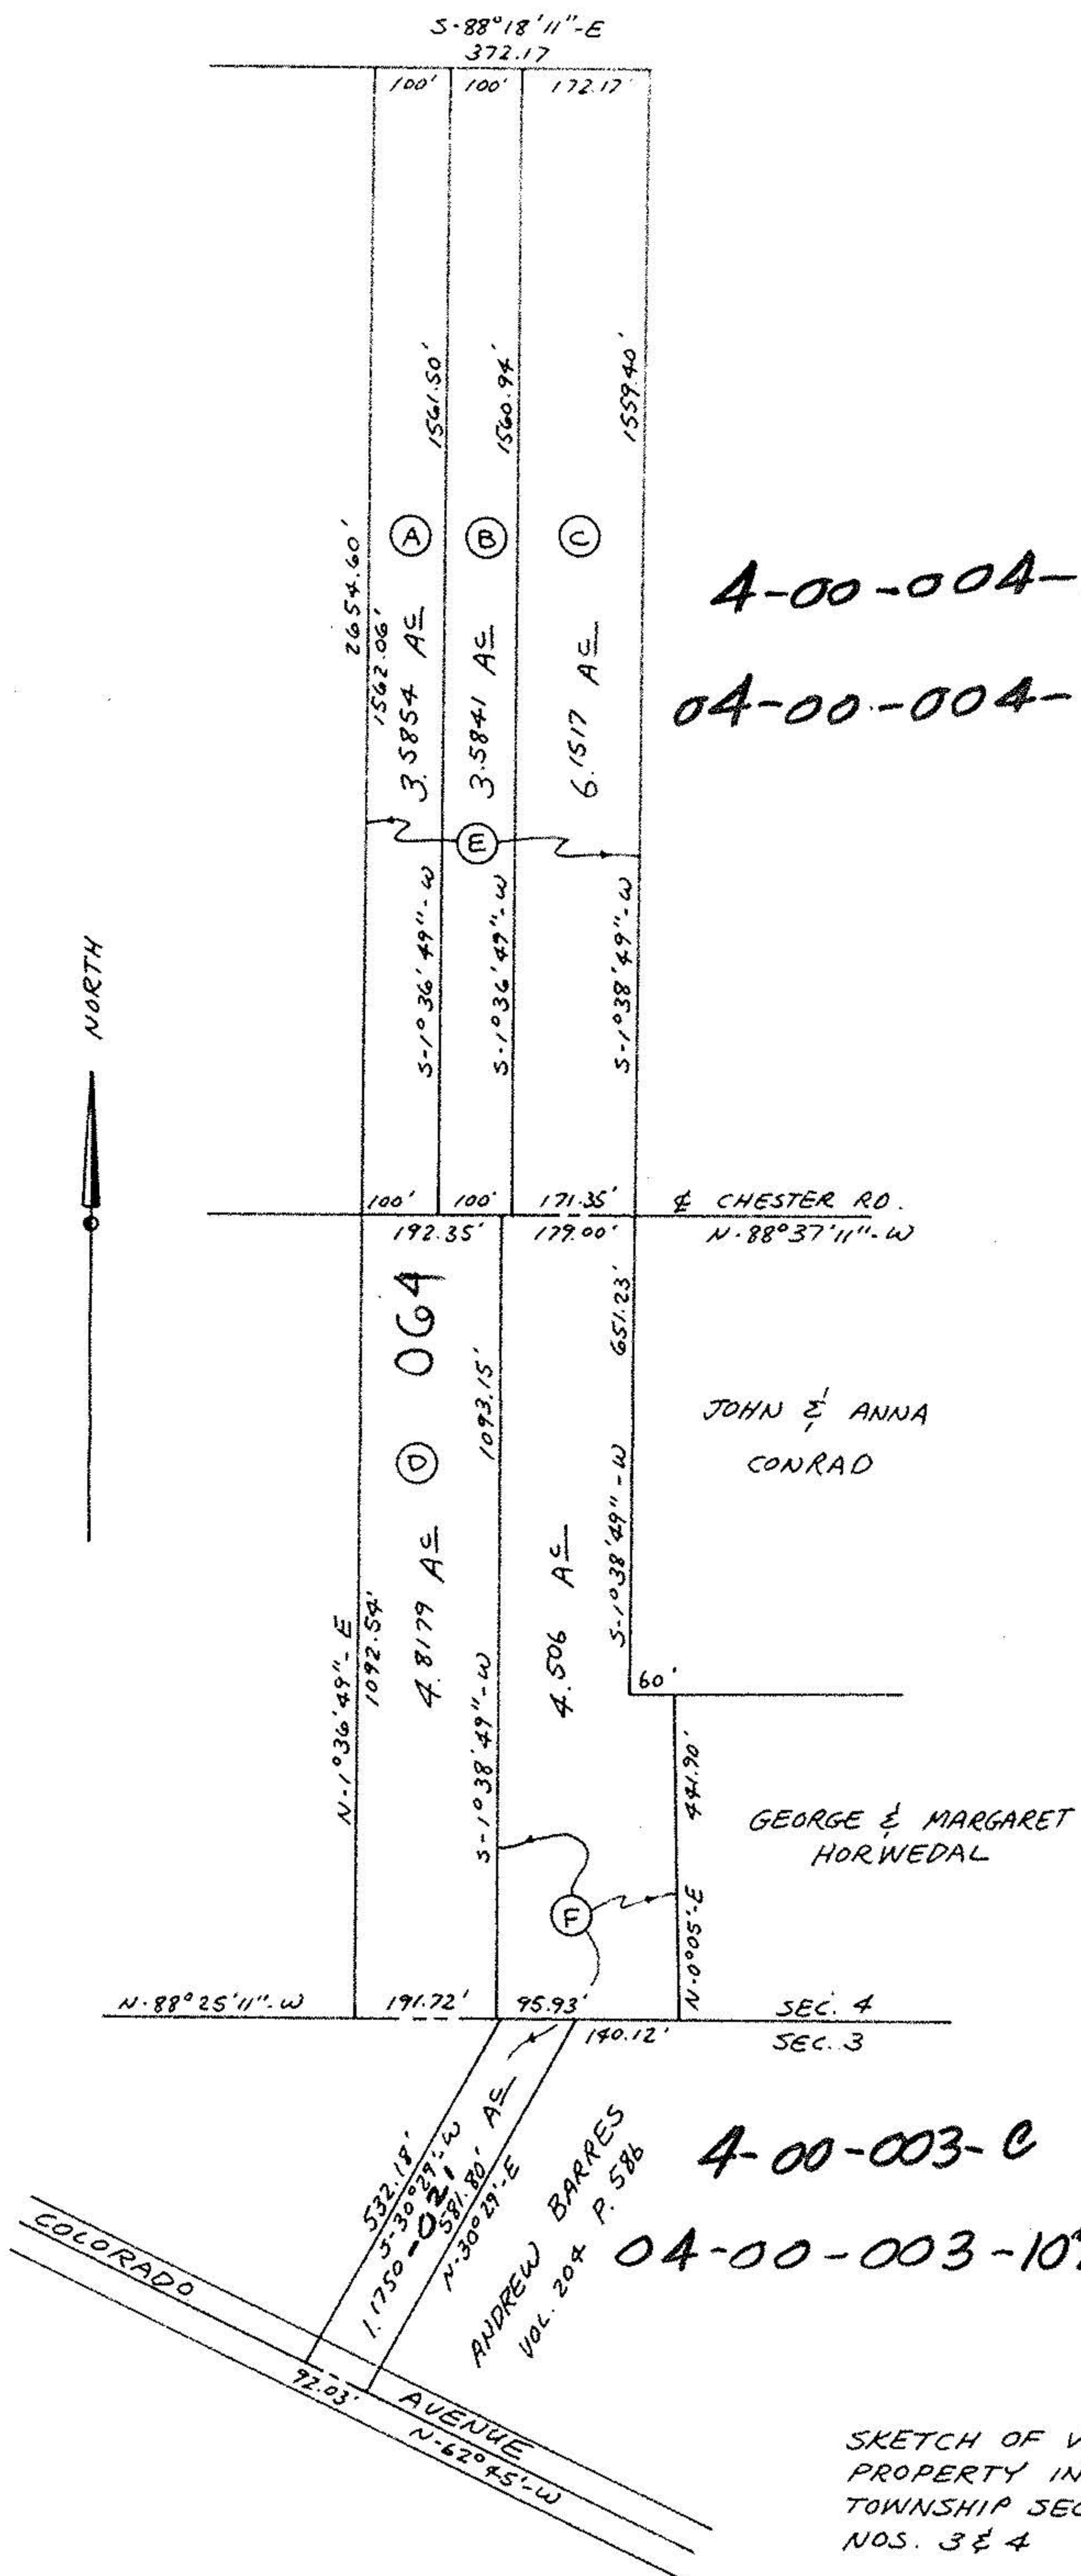 S-88°18'11"-E
372.17
100' 100' 172.17'
1561.50'
1560.94'
1559.40'
2654.60'
1562.06'
A B C
3.5854 Ac
3.5841 Ac
6.1517 Ac
4-00-004-
04-00-004-
E
S-1°36'49"-W
S-1°36'49"-W
S-1°38'49"-W
NORTH
100' 100' 171.35' ₵ CHESTER RD.
192.35' 179.00' N-88°37'11"-W
064
651.23'
1093.15'
JOHN & ANNA
CONRAD
D
4.8179 Ac
4.506 Ac
S-1°38'49"-W
N-1°36'49"-E
1092.54'
S-1°38'49"-W
60'
441.90'
GEORGE & MARGARET
HORWEDAL
F
N-0°05'-E
N-88°25'11"-W 191.72' 95.93' SEC. 4
140.12' SEC. 3
532.18'
S-30°29'-W
1.1750 Ac
-021
581.80'
N-30°29'-E
ANDREW BARRES
VOL. 204 P. 586
4-00-003-C
04-00-003-10
COLORADO
92.03'
AVENUE
N-62°45'-W
SKETCH OF
PROPERTY IN
TOWNSHIP SEC
NOS. 3 & 4